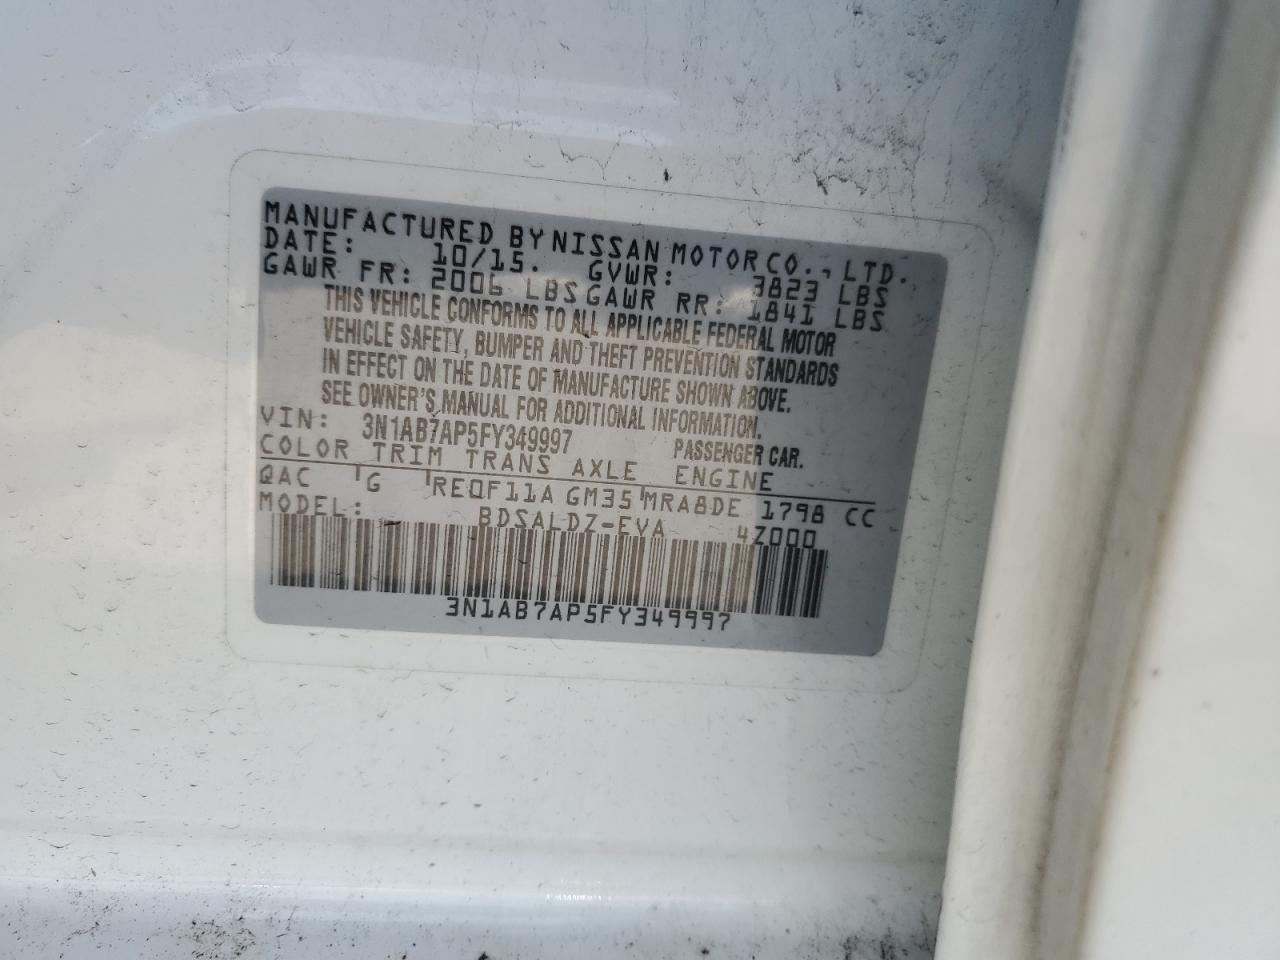 MANUFACTURED BY NISSAN MOTOR CO., LTD.
DATE: 10/15. GVWR: 3823 LBS
GAWR FR: 2006 LBS GAWR RR: 1841 LBS
THIS VEHICLE CONFORMS TO ALL APPLICABLE FEDERAL MOTOR
VEHICLE SAFETY, BUMPER AND THEFT PREVENTION STANDARDS
IN EFFECT ON THE DATE OF MANUFACTURE SHOWN ABOVE.
SEE OWNER'S MANUAL FOR ADDITIONAL INFORMATION.
VIN: 3N1AB7AP5FY349997 PASSENGER CAR.
COLOR TRIM TRANS AXLE ENGINE
QAC G RE0F11A GM35 MRA8DE 1798 CC
MODEL: BDSALDZ-EVA 4Z000
3N1AB7AP5FY349997